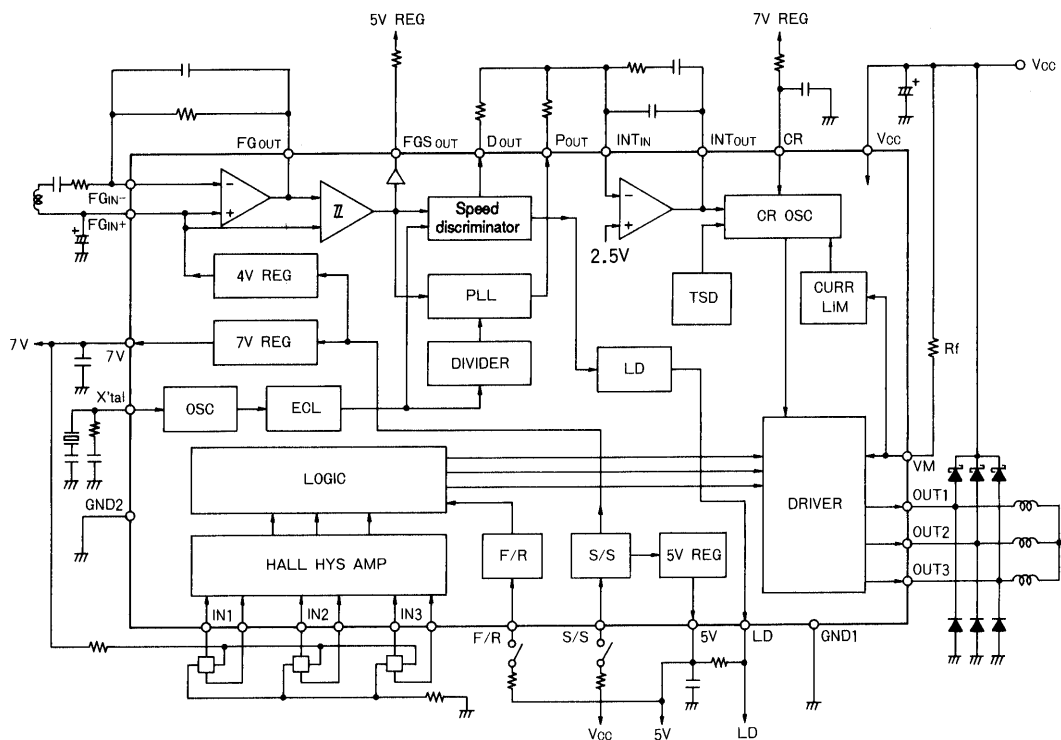 5V REG
7V REG
VCC
+
FGOUT
FGSOUT
DOUT
POUT
INTIN
INTOUT
CR
VCC
FGIN−
FGIN+
+
−
+
Speed
discriminator
−
+
2.5V
CR OSC
4V REG
PLL
TSD
CURR
LiM
7V
7V
7V REG
DIVIDER
LD
Rf
X'tal
OSC
ECL
VM
LOGIC
DRIVER
OUT1
GND2
OUT2
HALL HYS AMP
F/R
S/S
5V REG
OUT3
IN1
IN2
IN3
F/R
S/S
5V
LD
GND1
VCC
5V
LD